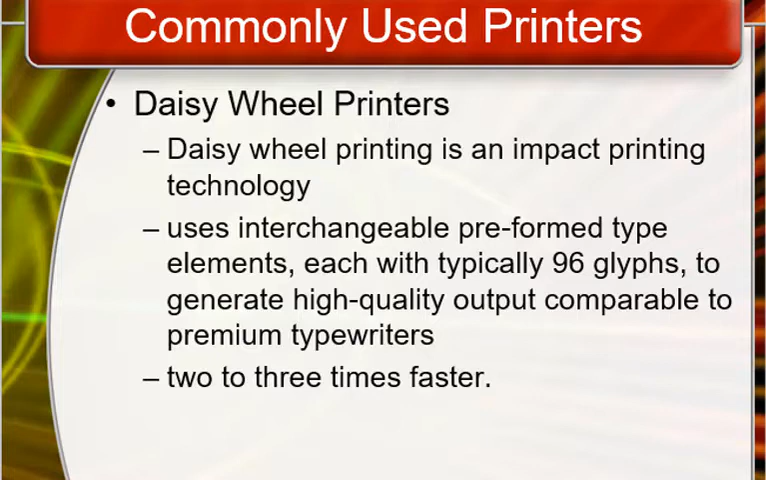 Commonly Used Printers
• Daisy Wheel Printers
– Daisy wheel printing is an impact printing
technology
– uses interchangeable pre-formed type
elements, each with typically 96 glyphs, to
generate high-quality output comparable to
premium typewriters
– two to three times faster.